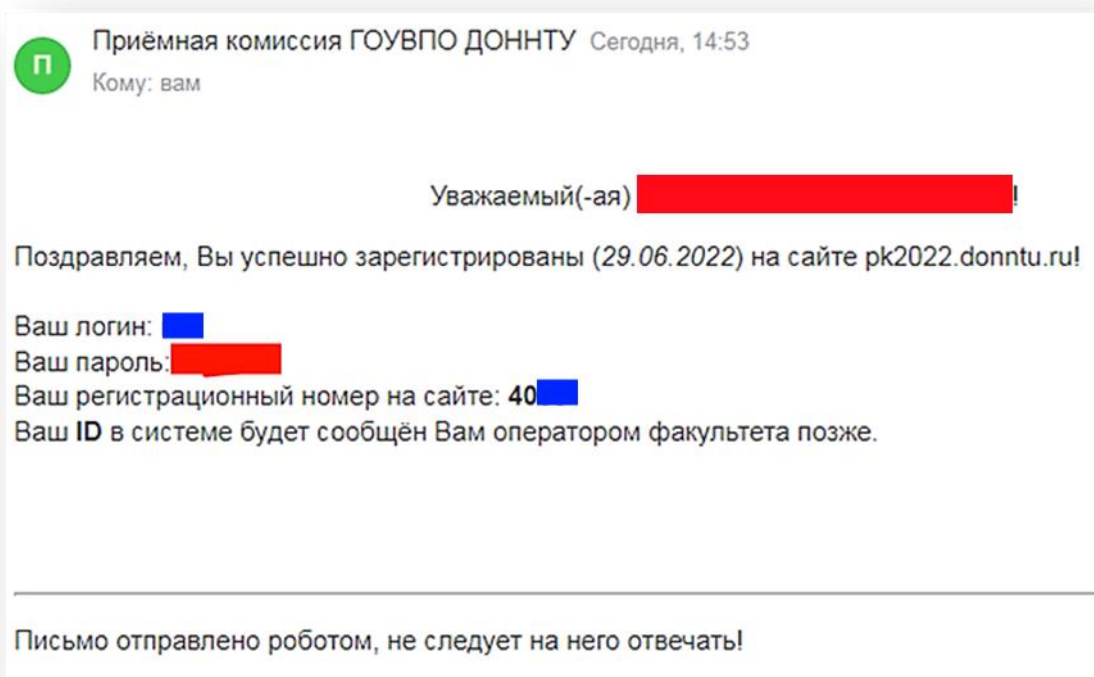 П
Приёмная комиссия ГОУВПО ДОННТУ Сегодня, 14:53
Кому: вам
Уважаемый(-ая) !
Поздравляем, Вы успешно зарегистрированы (29.06.2022) на сайте pk2022.donntu.ru!
Ваш логин:
Ваш пароль:
Ваш регистрационный номер на сайте: 40
Ваш ID в системе будет сообщён Вам оператором факультета позже.
Письмо отправлено роботом, не следует на него отвечать!